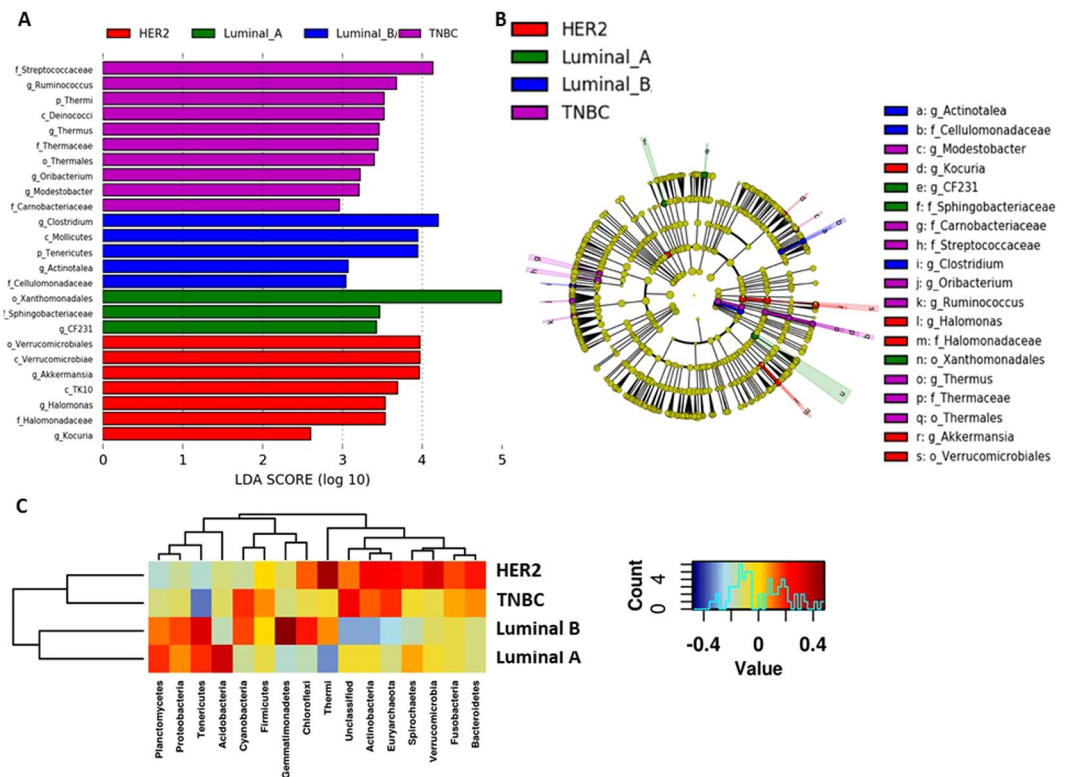 A
HER2 Luminal_A Luminal_B/ TNBC
f_Streptococcaceae
g_Ruminococcus
p_Thermi
c_Deinococci
g_Thermus
f_Thermaceae
o_Thermales
g_Oribacterium
g_Modestobacter
f_Carnobacteriaceae
g_Clostridium
c_Mollicutes
p_Tenericutes
g_Actinotalea
f_Cellulomonadaceae
o_Xanthomonadales
f_Sphingobacteriaceae
g_CF231
o_Verrucomicrobiales
c_Verrucomicrobiae
g_Akkermansia
c_TK10
g_Halomonas
f_Halomonadaceae
g_Kocuria
0 1 2 3 4 5
LDA SCORE (log 10)
B
HER2
Luminal_A
Luminal_B
TNBC
a: g_Actinotalea
b: f_Cellulomonadaceae
c: g_Modestobacter
d: g_Kocuria
e: g_CF231
f: f_Sphingobacteriaceae
g: f_Carnobacteriaceae
h: f_Streptococcaceae
i: g_Clostridium
j: g_Oribacterium
k: g_Ruminococcus
l: g_Halomonas
m: f_Halomonadaceae
n: o_Xanthomonadales
o: g_Thermus
p: f_Thermaceae
q: o_Thermales
r: g_Akkermansia
s: o_Verrucomicrobiales
C
HER2
TNBC
Luminal B
Luminal A
Planctomycetes
Proteobacteria
Tenericutes
Acidobacteria
Cyanobacteria
Firmicutes
Gemmatimonadetes
Chloroflexi
Thermi
Unclassified
Actinobacteria
Euryarchaeota
Spirochaetes
Verrucomicrobia
Fusobacteria
Bacteroidetes
Count
0 4
-0.4 0 0.4
Value